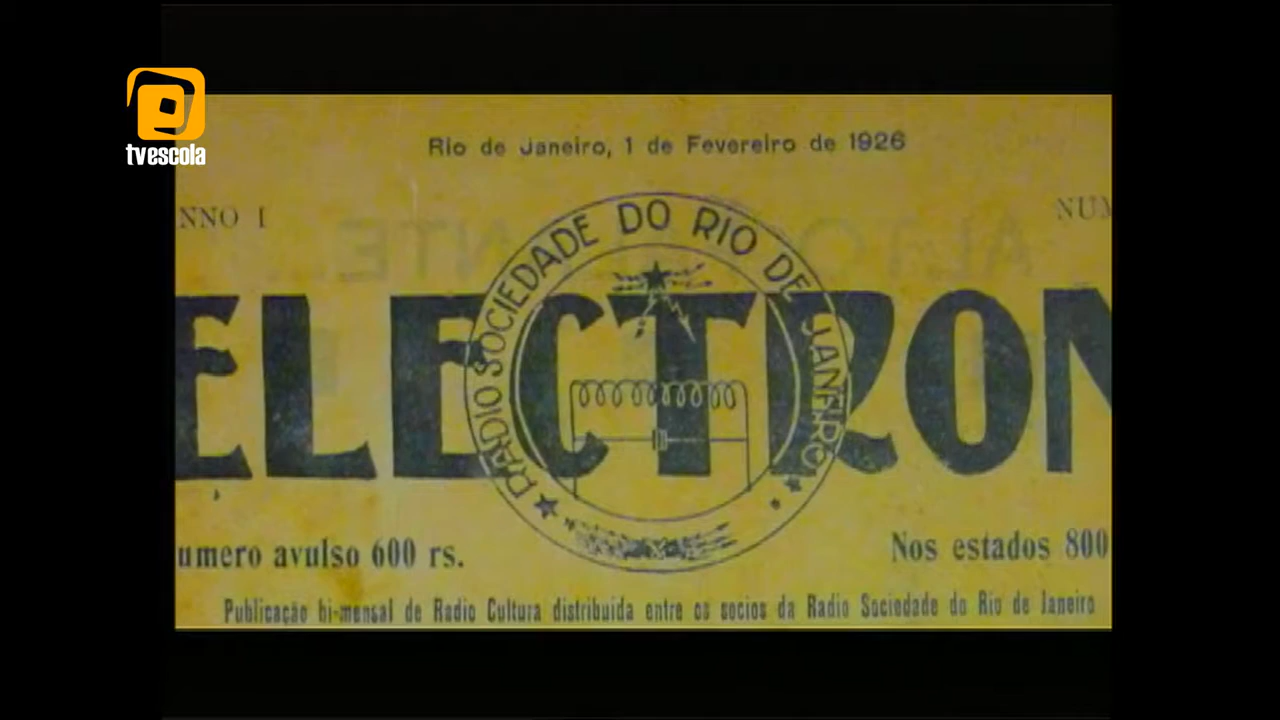 tvescola
Rio de Janeiro, 1 de Fevereiro de 1926
NNO I
NUM
RADIO SOCIEDADE DO RIO DE JANEIRO
ELECTRON
umero avulso 600 rs.
Nos estados 800
Publicação bi-mensal de Radio Cultura distribuida entre os socios da Radio Sociedade do Rio de Janeiro